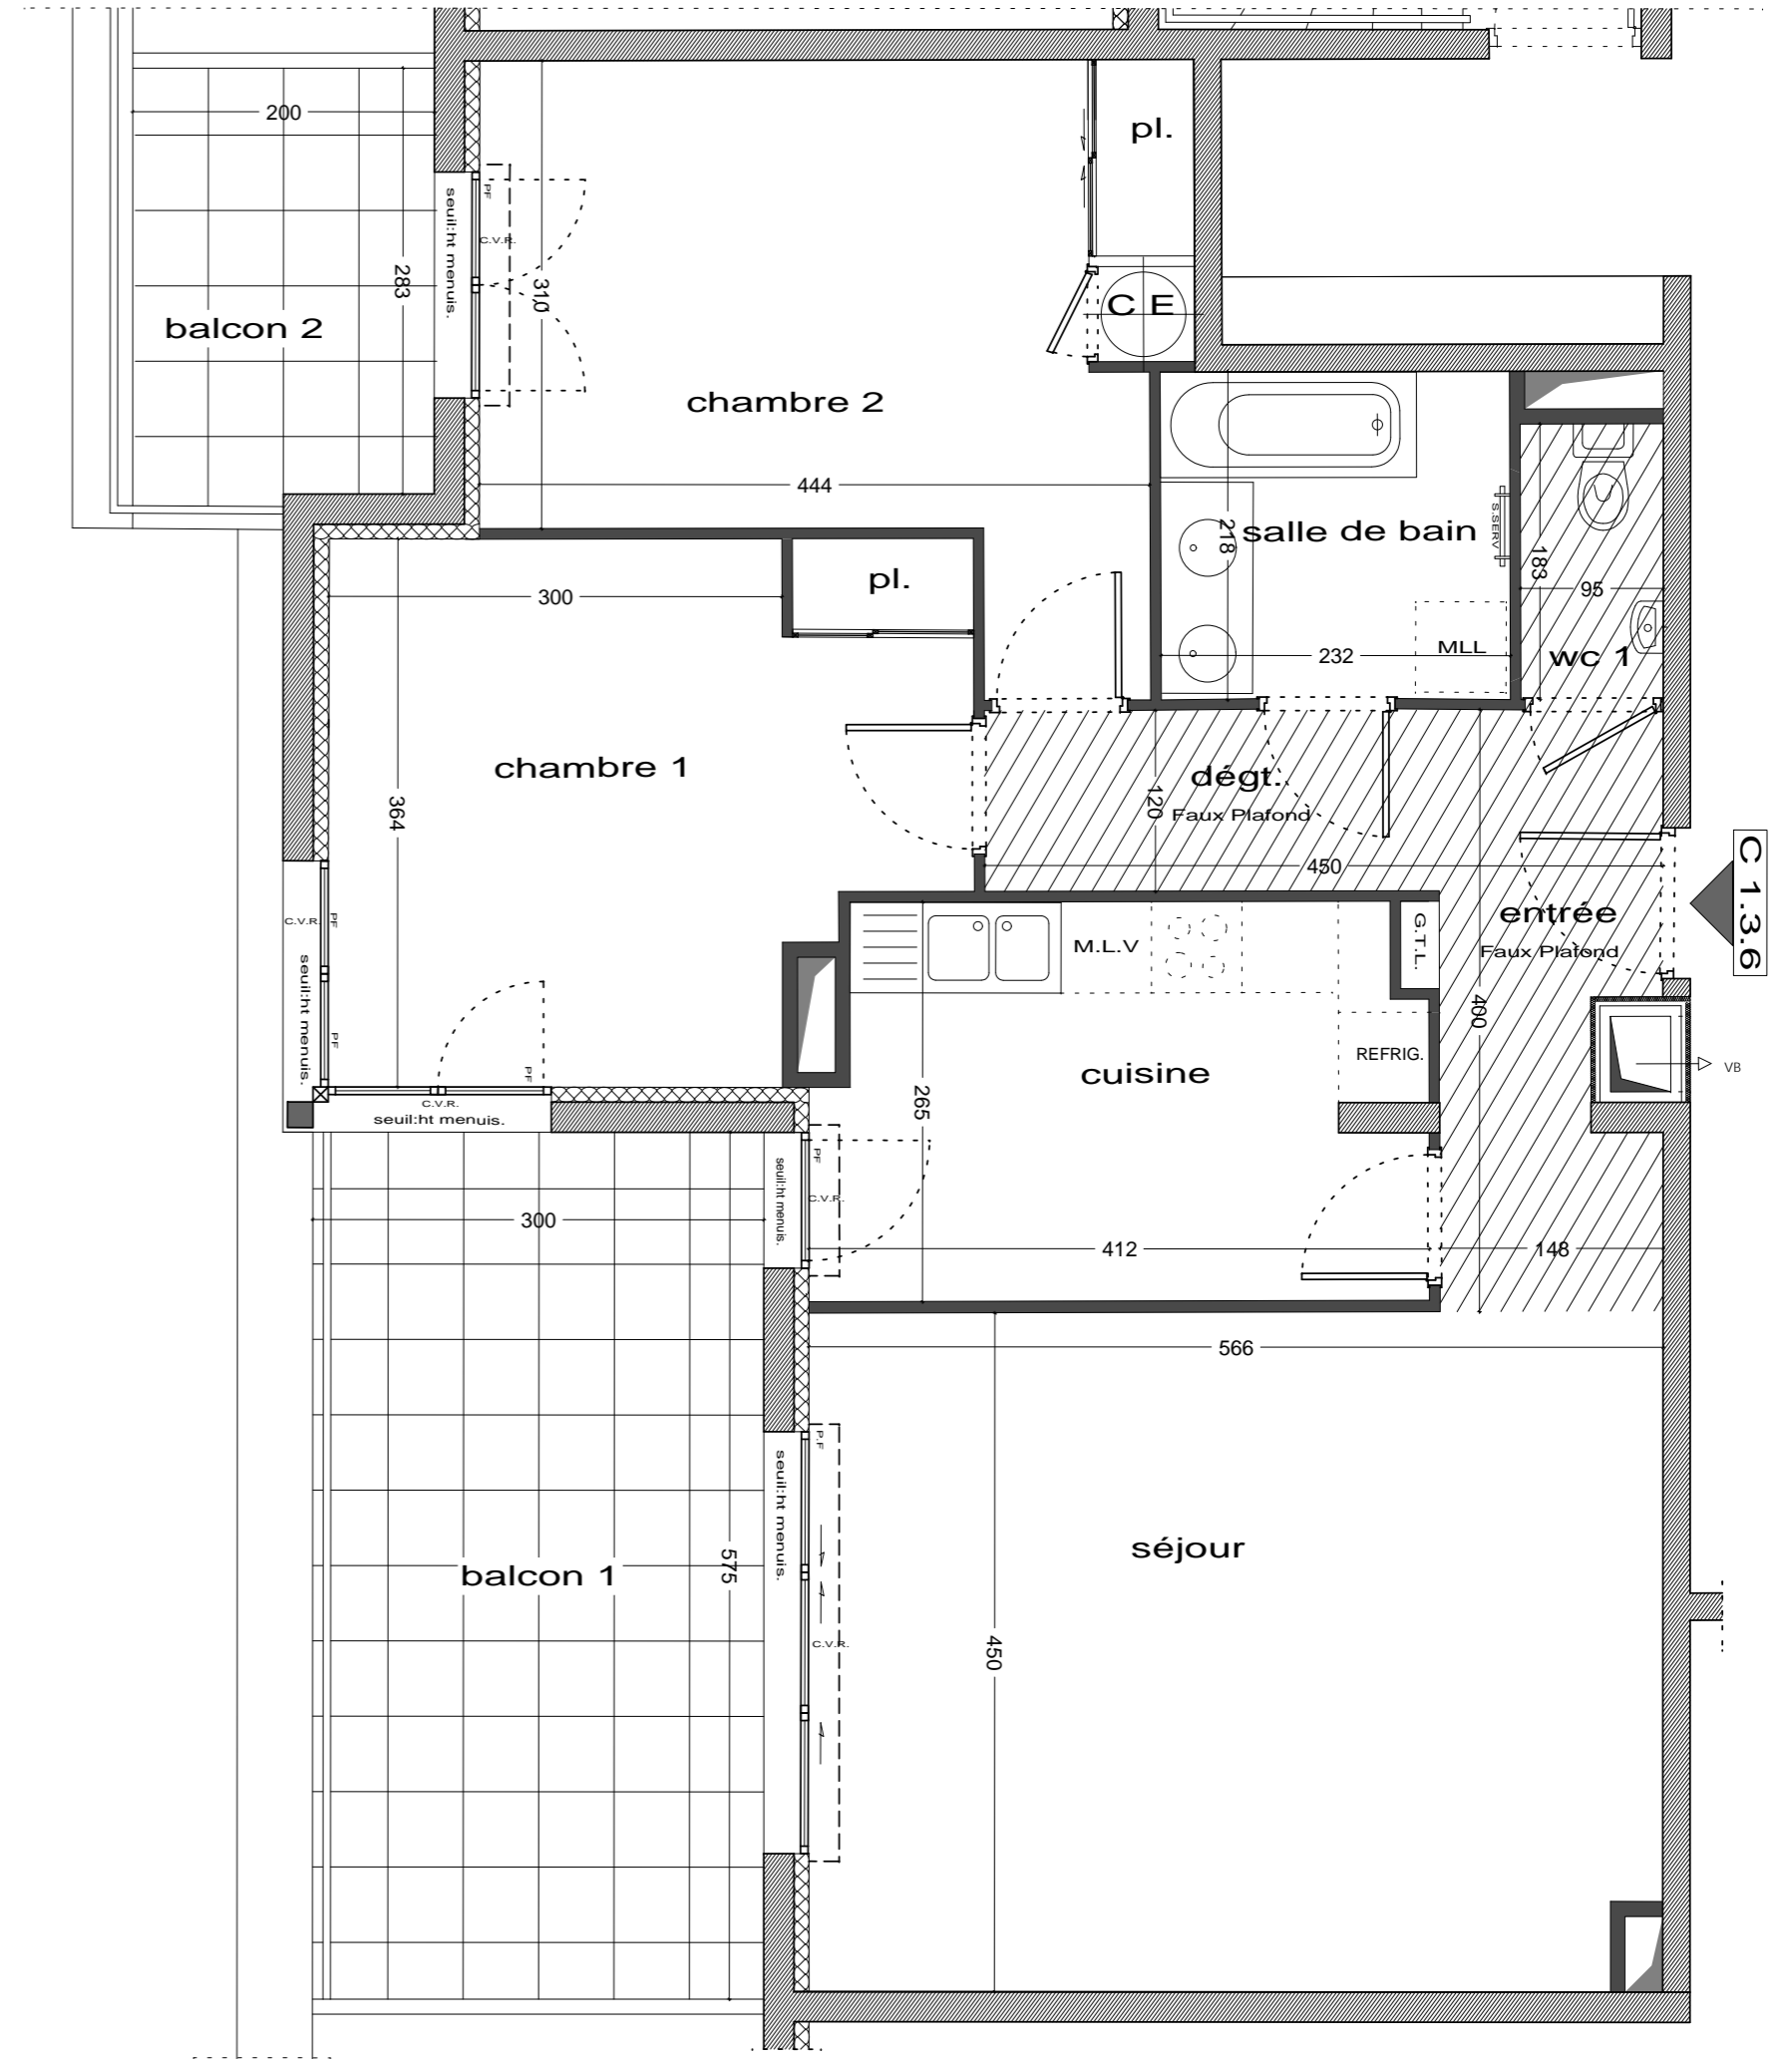 200
pl.
PF
seuil:ht menuis.
C.V.R.
283
310
C E
balcon 2
chambre 2
444
218
salle de bain
S.SERV
183
95
pl.
300
232
MLL
wc 1
chambre 1
364
dégt.
120
Faux Plafond
450
C 1.3.6
entrée
Faux Plafond
G.T.L.
C.V.R.
PF
M.L.V
seuil:ht menuis.
400
PF
REFRIG.
VB
cuisine
PF
C.V.R.
seuil:ht menuis.
265
PF
seuil:ht menuis.
C.V.R.
300
412
148
566
P.F
seuil:ht menuis.
séjour
balcon 1
575
C.V.R.
450